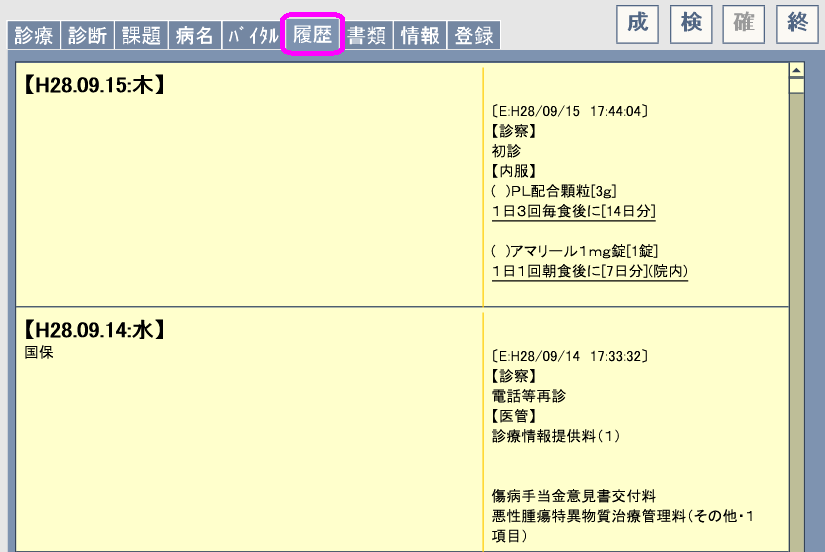 診療 診断 課題 病名 ﾊﾞｲﾀﾙ 履歴 書類 情報 登録 成 検 確 終
【H28.09.15:木】
〔E:H28/09/15 17:44:04〕
【診察】
初診
【内服】
( )PL配合顆粒[3g]
１日３回毎食後に[14日分]
( )アマリール１mg錠[1錠]
１日１回朝食後に[7日分](院内)
【H28.09.14:水】
国保
〔E:H28/09/14 17:33:32〕
【診察】
電話等再診
【医管】
診療情報提供料(１)
傷病手当金意見書交付料
悪性腫瘍特異物質治療管理料(その他・１
項目)